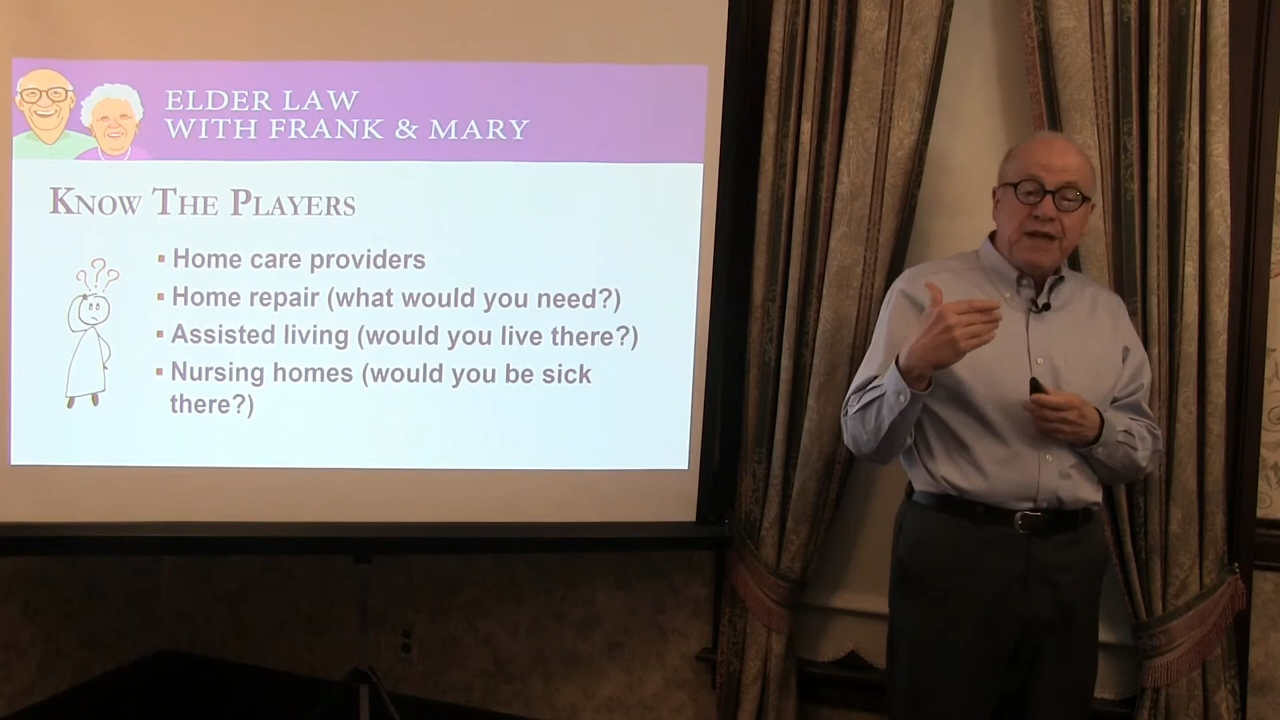 ELDER LAW
WITH FRANK & MARY
KNOW THE PLAYERS
▪ Home care providers
▪ Home repair (what would you need?)
▪ Assisted living (would you live there?)
▪ Nursing homes (would you be sick
there?)
???